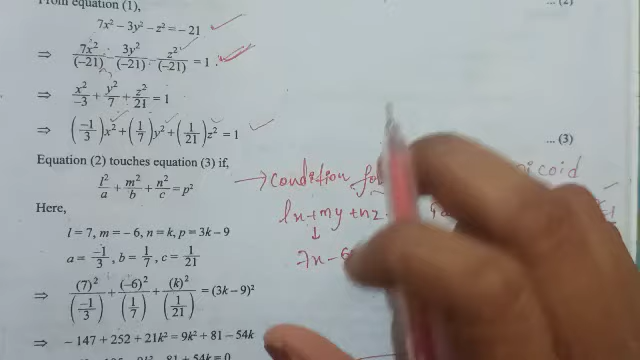 From equation (1),
... (2)
7x² − 3y² − z² = − 21
⇒ 7x²/(−21) − 3y²/(−21) − z²/(−21) = 1
⇒ x²/−3 + y²/7 + z²/21 = 1
⇒ (−1/3)x² + (1/7)y² + (1/21)z² = 1
... (3)
Equation (2) touches equation (3) if,
l²/a + m²/b + n²/c = p²
→ condition
lx + my + nz
↓
7x − 6
Here,
l = 7, m = − 6, n = k, p = 3k − 9
a = −1/3, b = 1/7, c = 1/21
⇒ (7)²/(−1/3) + (−6)²/(1/7) + (k)²/(1/21) = (3k − 9)²
⇒ − 147 + 252 + 21k² = 9k² + 81 − 54k